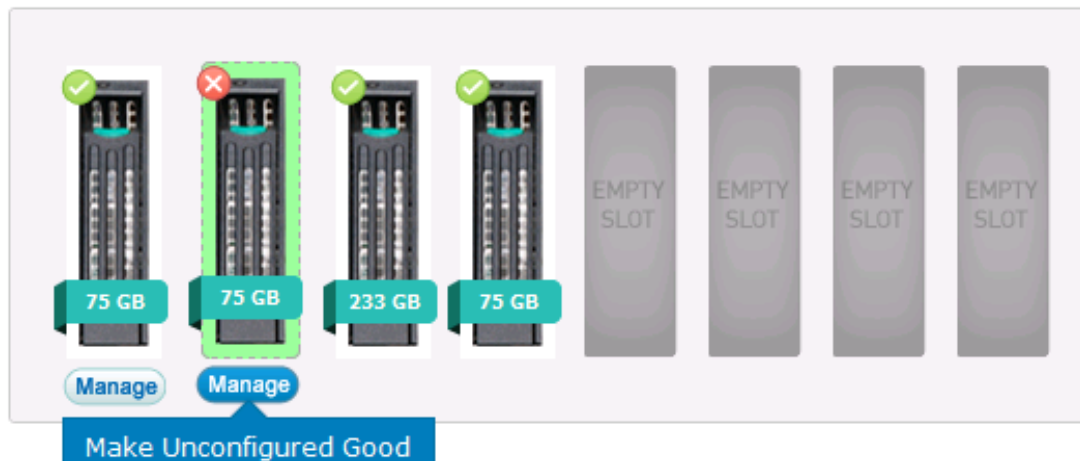 75 GB
75 GB
233 GB
75 GB
EMPTY
SLOT
EMPTY
SLOT
EMPTY
SLOT
EMPTY
SLOT
Manage
Manage
Make Unconfigured Good